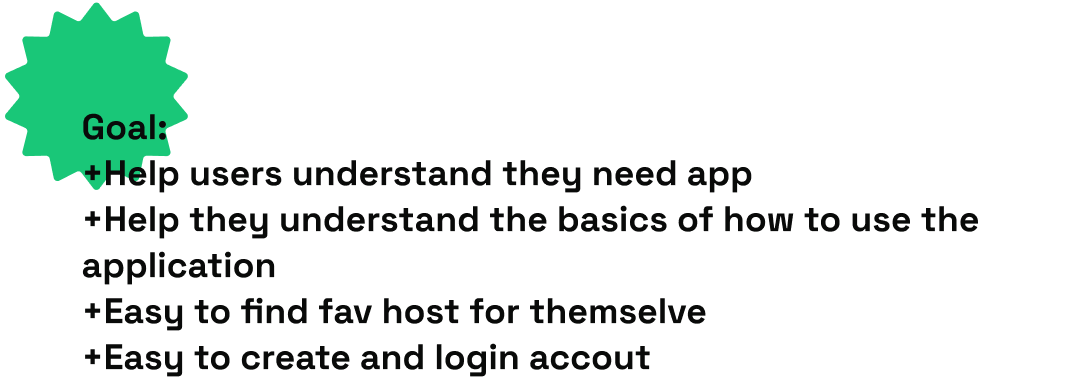 Goal:
+Help users understand they need app
+Help they understand the basics of how to use the
application
+Easy to find fav host for themselve
+Easy to create and login accout